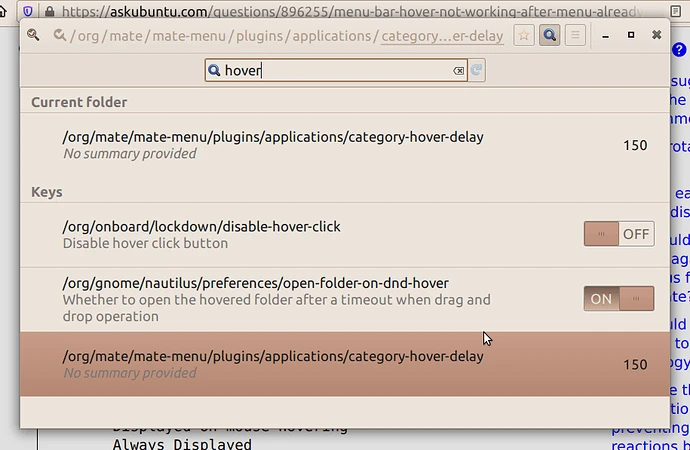 https://askubuntu.com/questions/896255/menu-bar-hover-not-working-after-menu-alread
/ org / mate / mate-menu / plugins / applications / category…er-delay
hover
Current folder
/org/mate/mate-menu/plugins/applications/category-hover-delay
150
No summary provided
Keys
/org/onboard/lockdown/disable-hover-click
OFF
Disable hover click button
/org/gnome/nautilus/preferences/open-folder-on-dnd-hover
ON
Whether to open the hovered folder after a timeout when drag and
drop operation
/org/mate/mate-menu/plugins/applications/category-hover-delay
150
No summary provided
Displayed on mouse hovering
Always Displayed
preventing
reactions b